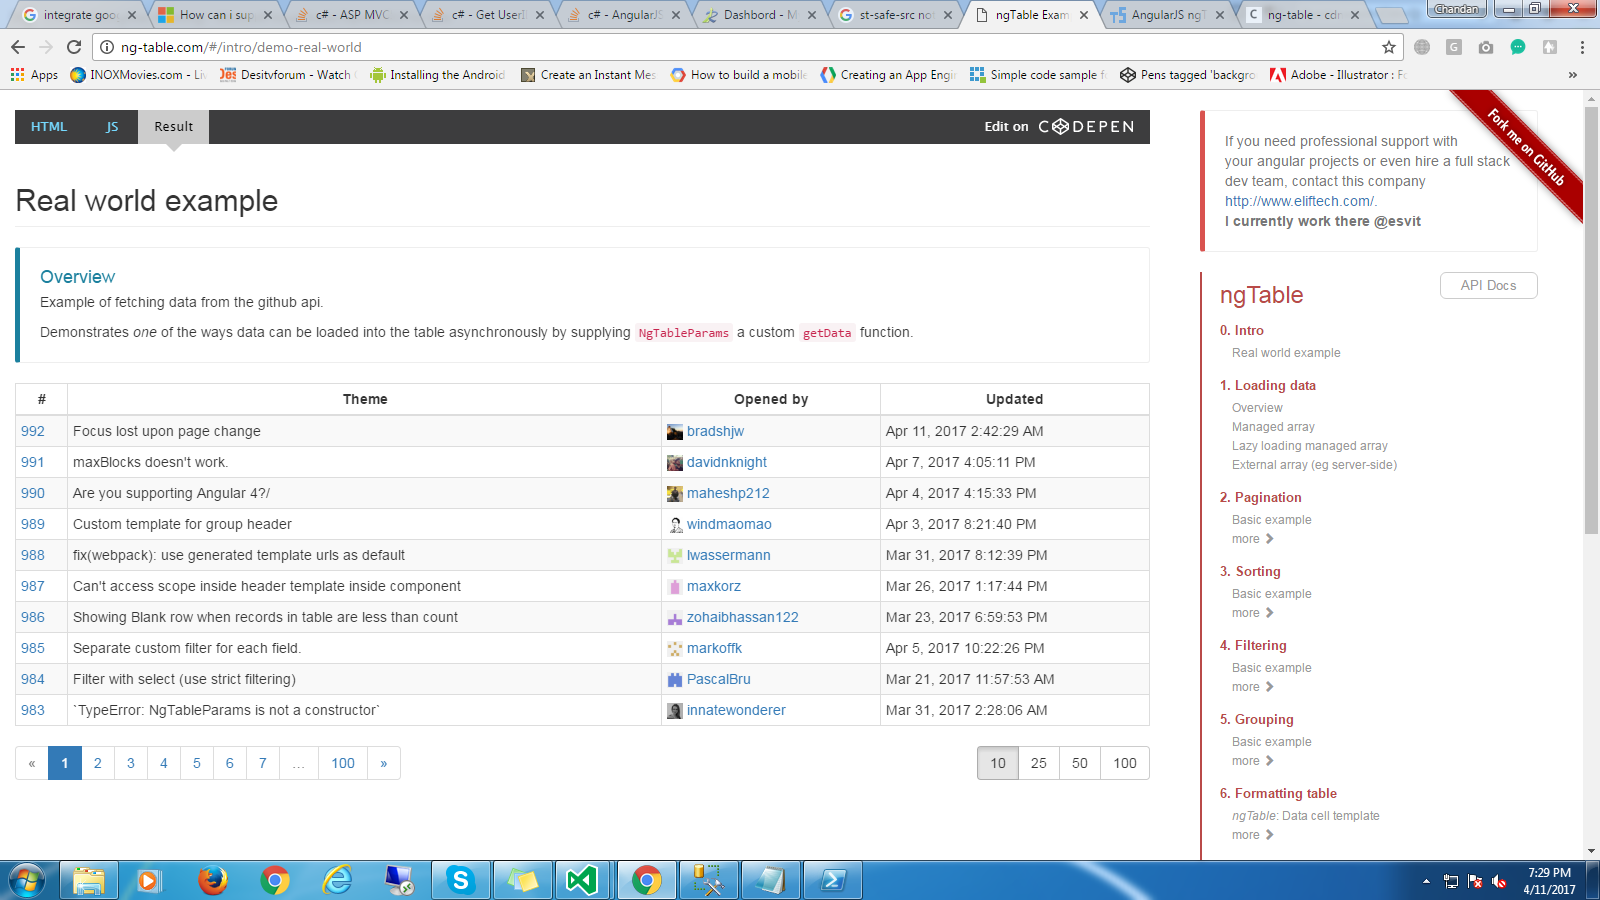 integrate goo
How can i sup
c# - ASP MVC
c# - Get UserI
c# - AngularJS
Dashbord - M
st-safe-src not
ngTable Exam
AngularJS ngT
ng-table - cdn
Chandan
ng-table.com/#/intro/demo-real-world
Apps
INOXMovies.com - Li
Desitvforum - Watch
Installing the Android
Create an Instant Mes
How to build a mobile
Creating an App Engi
Simple code sample f
Pens tagged 'backgro
Adobe - Illustrator : Fo
»
HTML JS Result Edit on CODEPEN
Real world example
Overview
Example of fetching data from the github api.
Demonstrates one of the ways data can be loaded into the table asynchronously by supplying NgTableParams a custom getData function.
# Theme Opened by Updated
992 Focus lost upon page change bradshjw Apr 11, 2017 2:42:29 AM
991 maxBlocks doesn't work. davidnknight Apr 7, 2017 4:05:11 PM
990 Are you supporting Angular 4?/ maheshp212 Apr 4, 2017 4:15:33 PM
989 Custom template for group header windmaomao Apr 3, 2017 8:21:40 PM
988 fix(webpack): use generated template urls as default lwassermann Mar 31, 2017 8:12:39 PM
987 Can't access scope inside header template inside component maxkorz Mar 26, 2017 1:17:44 PM
986 Showing Blank row when records in table are less than count zohaibhassan122 Mar 23, 2017 6:59:53 PM
985 Separate custom filter for each field. markoffk Apr 5, 2017 10:22:26 PM
984 Filter with select (use strict filtering) PascalBru Mar 21, 2017 11:57:53 AM
983 `TypeError: NgTableParams is not a constructor` innatewonderer Mar 31, 2017 2:28:06 AM
« 1 2 3 4 5 6 7 ... 100 » 10 25 50 100
If you need professional support with
your angular projects or even hire a full stack
dev team, contact this company
http://www.eliftech.com/.
I currently work there @esvit
Fork me on GitHub
ngTable API Docs
0. Intro
Real world example
1. Loading data
Overview
Managed array
Lazy loading managed array
External array (eg server-side)
2. Pagination
Basic example
more
3. Sorting
Basic example
more
4. Filtering
Basic example
more
5. Grouping
Basic example
more
6. Formatting table
ngTable: Data cell template
more
7:29 PM
4/11/2017